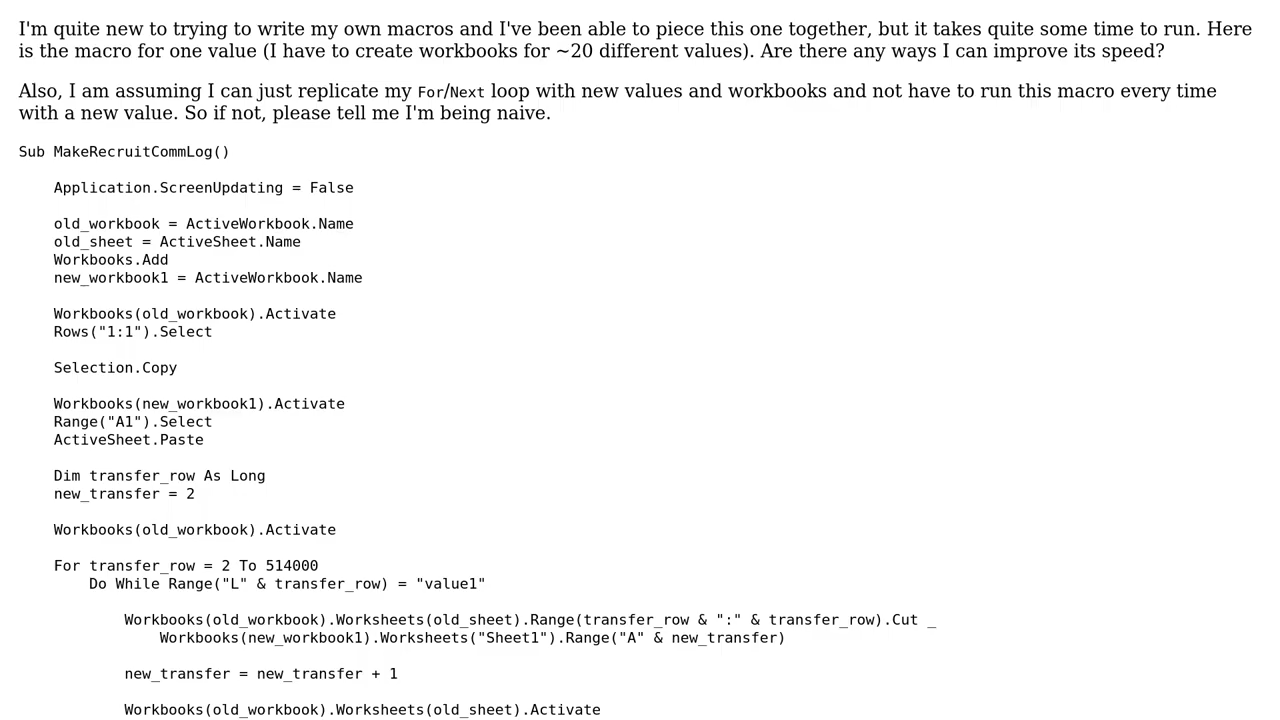 I'm quite new to trying to write my own macros and I've been able to piece this one together, but it takes quite some time to run. Here
is the macro for one value (I have to create workbooks for ~20 different values). Are there any ways I can improve its speed?
Also, I am assuming I can just replicate my For/Next loop with new values and workbooks and not have to run this macro every time
with a new value. So if not, please tell me I'm being naive.
Sub MakeRecruitCommLog()
    Application.ScreenUpdating = False
    old_workbook = ActiveWorkbook.Name
    old_sheet = ActiveSheet.Name
    Workbooks.Add
    new_workbook1 = ActiveWorkbook.Name
    Workbooks(old_workbook).Activate
    Rows("1:1").Select
    Selection.Copy
    Workbooks(new_workbook1).Activate
    Range("A1").Select
    ActiveSheet.Paste
    Dim transfer_row As Long
    new_transfer = 2
    Workbooks(old_workbook).Activate
    For transfer_row = 2 To 514000
        Do While Range("L" & transfer_row) = "value1"
            Workbooks(old_workbook).Worksheets(old_sheet).Range(transfer_row & ":" & transfer_row).Cut _
                Workbooks(new_workbook1).Worksheets("Sheet1").Range("A" & new_transfer)
            new_transfer = new_transfer + 1
            Workbooks(old_workbook).Worksheets(old_sheet).Activate